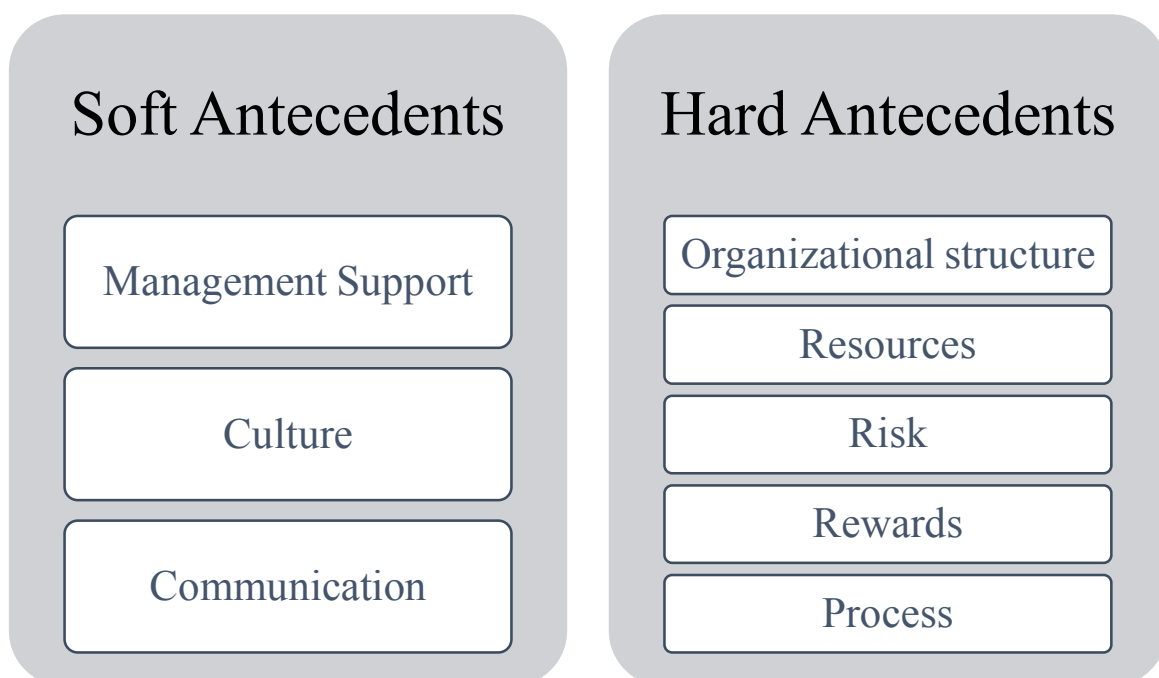 Soft Antecedents
Management Support
Culture
Communication
Hard Antecedents
Organizational structure
Resources
Risk
Rewards
Process